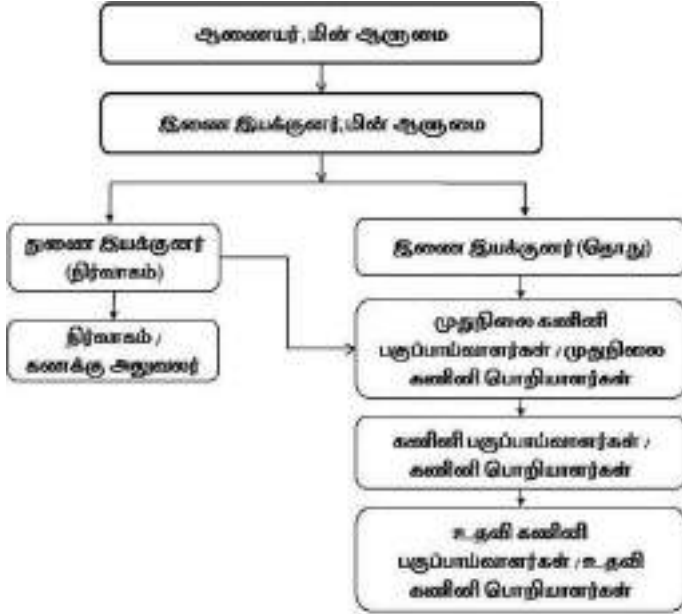 ஆணையர், மின் ஆளுமை
இணை இயக்குனர், மின் ஆளுமை
துணை இயக்குனர்
(நிர்வாகம்)
நிர்வாகம் /
கணக்கு அலுவலர்
இணை இயக்குனர் (தொநு)
முதுநிலை கணினி
பகுப்பாய்வாளர்கள் / முதுநிலை
கணினி பொறியாளர்கள்
கணினி பகுப்பாய்வாளர்கள் /
கணினி பொறியாளர்கள்
உதவி கணினி
பகுப்பாய்வாளர்கள் / உதவி
கணினி பொறியாளர்கள்